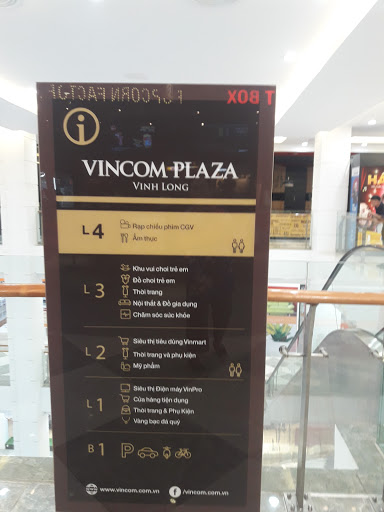 POPCORN FACTO
T BOX
i
VINCOM PLAZA
VINH LONG
L4
Rạp chiếu phim CGV
Ẩm thực
L3
Khu vui chơi trẻ em
Đồ chơi trẻ em
Thời trang
Nội thất & Đồ gia dụng
Chăm sóc sức khỏe
L2
Siêu thị tiêu dùng Vinmart
Thời trang và phụ kiện
Mỹ phẩm
L1
Siêu thị Điện máy VinPro
Cửa hàng tiện dụng
Thời trang & Phụ Kiện
Vàng bạc đá quý
B1 P
www.vincom.com.vn
f /vincom.com.vn